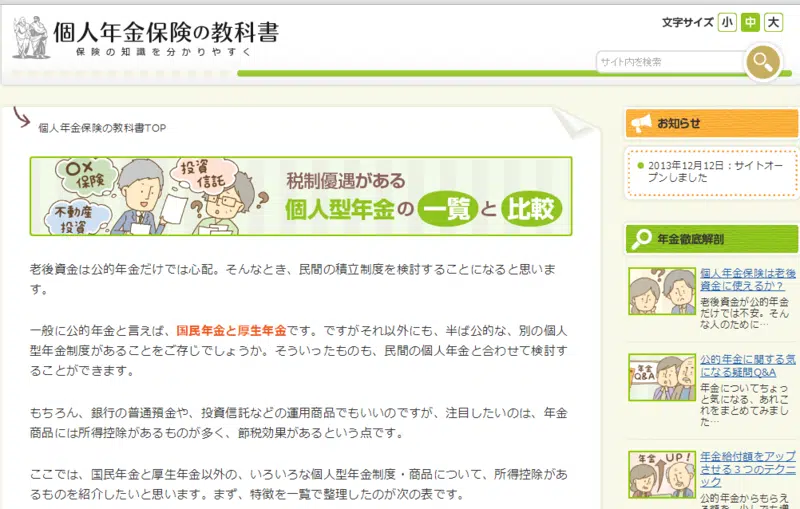 個人年金保険の教科書
保険の知識を分かりやすく
文字サイズ 小 中 大
サイト内を検索
個人年金保険の教科書TOP
○×
保険
投資
信託
不動産
投資
税制優遇がある
個人型年金の一覧と比較
老後資金は公的年金だけでは心配。そんなとき、民間の積立制度を検討することになると思いま
す。
一般に公的年金と言えば、国民年金と厚生年金です。ですがそれ以外にも、半ば公的な、別の個人
型年金制度があることをご存じでしょうか。そういったものも、民間の個人年金と合わせて検討す
ることができます。
もちろん、銀行の普通預金や、投資信託などの運用商品でもいいのですが、注目したいのは、年金
商品には所得控除があるものが多く、節税効果があるという点です。
ここでは、国民年金と厚生年金以外の、いろいろな個人型年金制度・商品について、所得控除があ
るものを紹介したいと思います。まず、特徴を一覧で整理したのが次の表です。
お知らせ
2013年12月12日：サイトオー
プンしました
年金徹底解剖
個人年金保険は老後
資金に使えるか？
老後資金が公的年金
だけでは不安。そん
な人のために…
年金
Q&A
公的年金に関する気
になる疑問Q&A
年金についてちょっ
と気になる、あれこ
れをまとめてみまし
た…
年金 UP!
年金給付額をアップ
させる３つのテクニ
ック
公的年金からもらえ
る額を、少しでも増